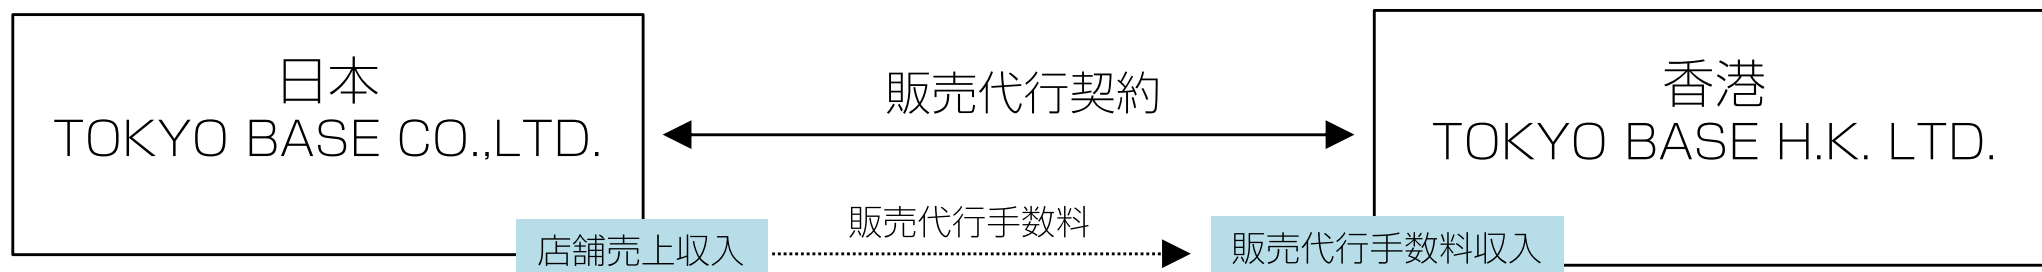 日本
TOKYO BASE CO.,LTD.
販売代行契約
香港
TOKYO BASE H.K. LTD.
店舗売上収入
販売代行手数料
販売代行手数料収入